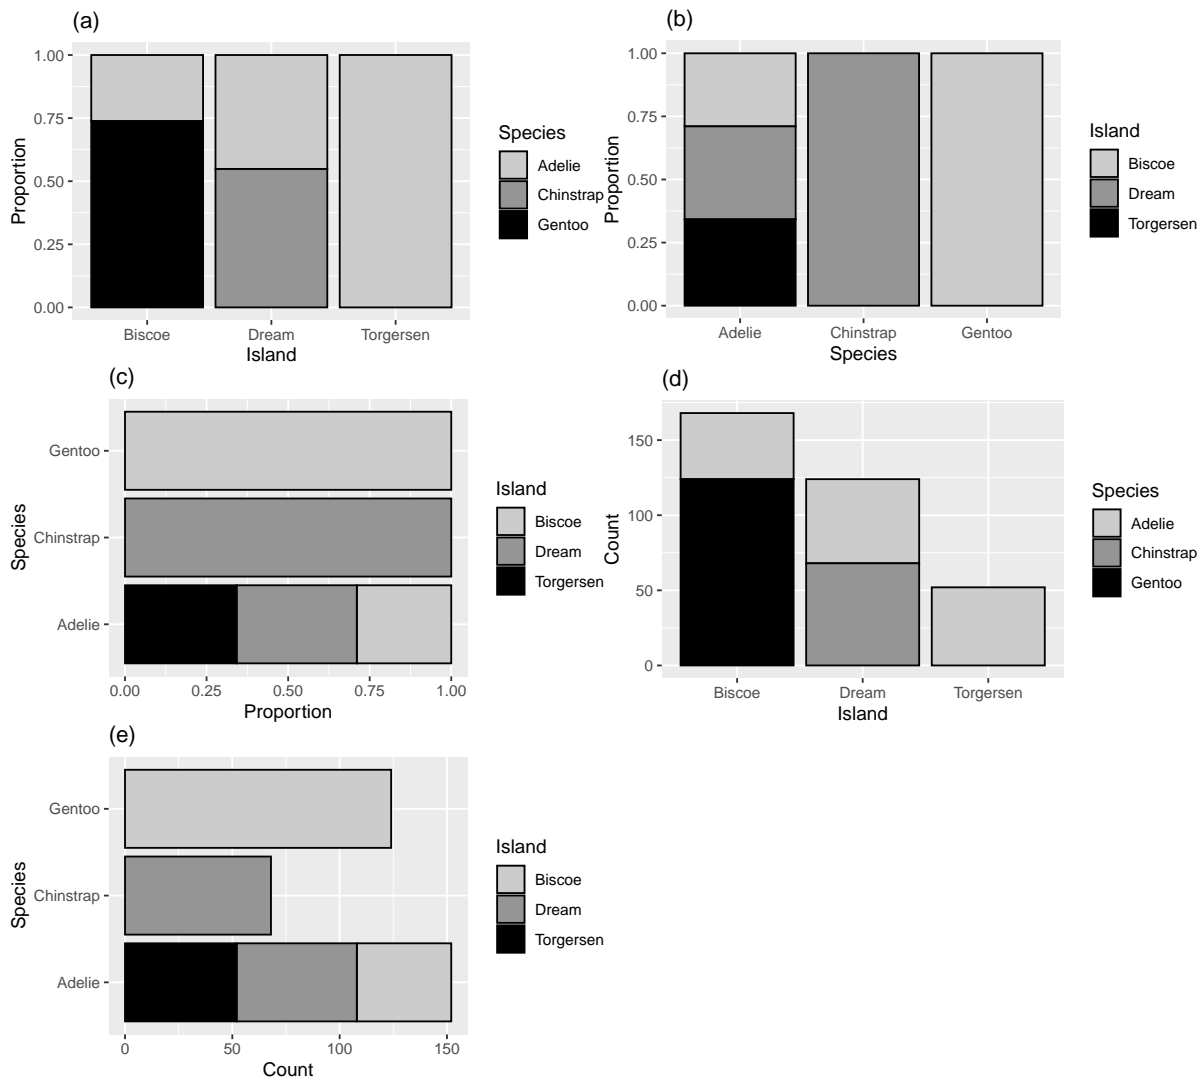 (a)
1.00
0.75
0.50
0.25
0.00
Proportion
Biscoe Dream Torgersen
Island
Species
Adelie
Chinstrap
Gentoo
(b)
1.00
0.75
0.50
0.25
0.00
Proportion
Adelie Chinstrap Gentoo
Species
Island
Biscoe
Dream
Torgersen
(c)
Gentoo
Chinstrap
Adelie
Species
0.00 0.25 0.50 0.75 1.00
Proportion
Island
Biscoe
Dream
Torgersen
(d)
150
100
50
0
Count
Biscoe Dream Torgersen
Island
Species
Adelie
Chinstrap
Gentoo
(e)
Gentoo
Chinstrap
Adelie
Species
0 50 100 150
Count
Island
Biscoe
Dream
Torgersen